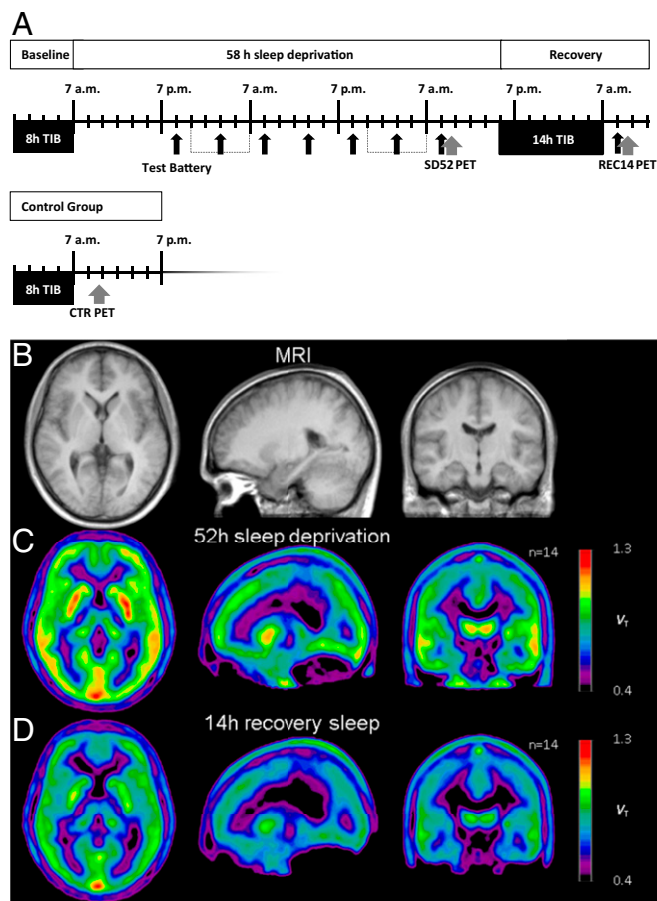 A
Baseline 58 h sleep deprivation Recovery
7 a.m. 7 p.m. 7 a.m. 7 p.m. 7 a.m. 7 p.m. 7 a.m.
8h TIB 14h TIB
Test Battery SD52 PET REC14 PET
Control Group
7 a.m. 7 p.m.
8h TIB
CTR PET
B MRI
C 52h sleep deprivation
n=14 1.3
VT
0.4
D 14h recovery sleep
n=14 1.3
VT
0.4